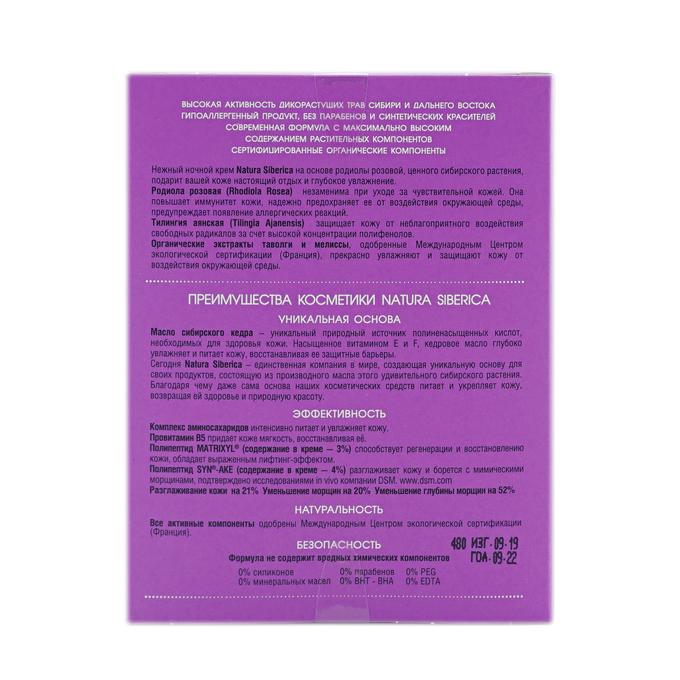 ВЫСОКАЯ АКТИВНОСТЬ ДИКОРАСТУЩИХ ТРАВ СИБИРИ И ДАЛЬНЕГО ВОСТОКА
ГИПОАЛЛЕРГЕННЫЙ ПРОДУКТ, БЕЗ ПАРАБЕНОВ И СИНТЕТИЧЕСКИХ КРАСИТЕЛЕЙ
СОВРЕМЕННАЯ ФОРМУЛА С МАКСИМАЛЬНО ВЫСОКИМ
СОДЕРЖАНИЕМ РАСТИТЕЛЬНЫХ КОМПОНЕНТОВ
СЕРТИФИЦИРОВАННЫЕ ОРГАНИЧЕСКИЕ КОМПОНЕНТЫ
Нежный ночной крем Natura Siberica на основе родиолы розовой, ценного сибирского растения,
подарит вашей коже настоящий отдых и глубокое увлажнение.
Родиола розовая (Rhodiola Rosea) незаменима при уходе за чувствительной кожей. Она
повышает иммунитет кожи, надежно предохраняет ее от воздействия окружающей среды,
предупреждает появление аллергических реакций.
Тилингия аянская (Tilingia Ajanensis) защищает кожу от неблагоприятного воздействия
свободных радикалов за счет высокой концентрации полифенолов.
Органические экстракты таволги и мелиссы, одобренные Международным Центром
экологической сертификации (Франция), прекрасно увлажняют и защищают кожу от
воздействия окружающей среды.
ПРЕИМУЩЕСТВА КОСМЕТИКИ NATURA SIBERICA
УНИКАЛЬНАЯ ОСНОВА
Масло сибирского кедра – уникальный природный источник полиненасыщенных кислот,
необходимых для здоровья кожи. Насыщенное витамином Е и F, кедровое масло глубоко
увлажняет и питает кожу, восстанавливая ее защитные барьеры.
Сегодня Natura Siberica – единственная компания в мире, создающая уникальную основу для
своих продуктов, состоящую из производного масла этого удивительного сибирского растения.
Благодаря чему даже сама основа наших косметических средств питает и укрепляет кожу,
возвращая ей здоровье и природную красоту.
ЭФФЕКТИВНОСТЬ
Комплекс аминосахаридов интенсивно питает и увлажняет кожу.
Провитамин В5 придает коже мягкость, восстанавливая её.
Полипептид MATRIXYL® (содержание в креме – 3%) способствует регенерации и восстановлению
кожи, обладает выраженным лифтинг-эффектом.
Полипептид SYN®-AKE (содержание в креме – 4%) разглаживает кожу и борется с мимическими
морщинами, подтверждено исследованиями in vivo компании DSM. www.dsm.com
Разглаживание кожи на 21% Уменьшение морщин на 20% Уменьшение глубины морщин на 52%
НАТУРАЛЬНОСТЬ
Все активные компоненты одобрены Международным Центром экологической сертификации
(Франция).
БЕЗОПАСНОСТЬ
480 ИЗГ.09.19
ГОД.09.22
Формула не содержит вредных химических компонентов
0% силиконов 0% парабенов 0% PEG
0% минеральных масел 0% BHT - BHA 0% EDTA